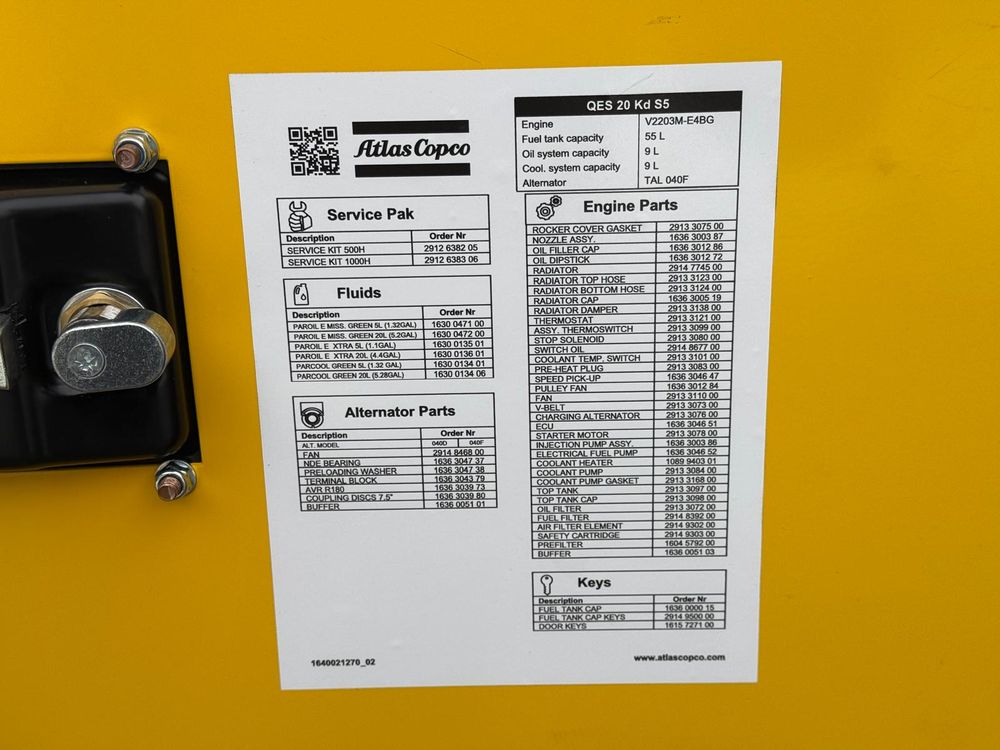 Atlas Copco
QES 20 Kd S5
Engine V2203M-E4BG
Fuel tank capacity 55 L
Oil system capacity 9 L
Cool. system capacity 9 L
Alternator TAL 040F
Service Pak
Description Order Nr
SERVICE KIT 500H 2912 6382 05
SERVICE KIT 1000H 2912 6383 06
Fluids
Description Order Nr
PAROIL E MISS. GREEN 5L (1.32GAL) 1630 0471 00
PAROIL E MISS. GREEN 20L (5.2GAL) 1630 0472 00
PAROIL E XTRA 5L (1.1GAL) 1630 0135 01
PAROIL E XTRA 20L (4.4GAL) 1630 0136 01
PARCOOL GREEN 5L (1.32 GAL) 1630 0134 01
PARCOOL GREEN 20L (5.28GAL) 1630 0134 06
Alternator Parts
Description Order Nr
ALT. MODEL 040D 040F
FAN 2914 8468 00
NDE BEARING 1636 3047 37
PRELOADING WASHER 1636 3047 38
TERMINAL BLOCK 1636 3043 79
AVR R180 1636 3039 73
COUPLING DISCS 7.5" 1636 3039 80
BUFFER 1636 0051 01
Engine Parts
ROCKER COVER GASKET 2913 3075 00
NOZZLE ASSY. 1636 3003 87
OIL FILLER CAP 1636 3012 86
OIL DIPSTICK 1636 3012 72
RADIATOR 2914 7745 00
RADIATOR TOP HOSE 2913 3123 00
RADIATOR BOTTOM HOSE 2913 3124 00
RADIATOR CAP 1636 3005 19
RADIATOR DAMPER 2913 3138 00
THERMOSTAT 2913 3121 00
ASSY. THERMOSWITCH 2913 3099 00
STOP SOLENOID 2913 3080 00
SWITCH OIL 2914 8677 00
COOLANT TEMP. SWITCH 2913 3101 00
PRE-HEAT PLUG 2913 3083 00
SPEED PICK-UP 1636 3046 47
PULLEY FAN 1636 3012 84
FAN 2913 3110 00
V-BELT 2913 3073 00
CHARGING ALTERNATOR 2913 3076 00
ECU 1636 3046 51
STARTER MOTOR 2913 3078 00
INJECTION PUMP ASSY. 1636 3003 86
ELECTRICAL FUEL PUMP 1636 3046 52
COOLANT HEATER 1089 9403 01
COOLANT PUMP 2913 3084 00
COOLANT PUMP GASKET 2913 3168 00
TOP TANK 2913 3097 00
TOP TANK CAP 2913 3098 00
OIL FILTER 2913 3072 00
FUEL FILTER 2914 8392 00
AIR FILTER ELEMENT 2914 9302 00
SAFETY CARTRIDGE 2914 9303 00
PREFILTER 1604 5792 00
BUFFER 1636 0051 03
Keys
Description Order Nr
FUEL TANK CAP 1636 0000 15
FUEL TANK CAP KEYS 2914 9500 00
DOOR KEYS 1615 7271 00
1640021270_02
www.atlascopco.com